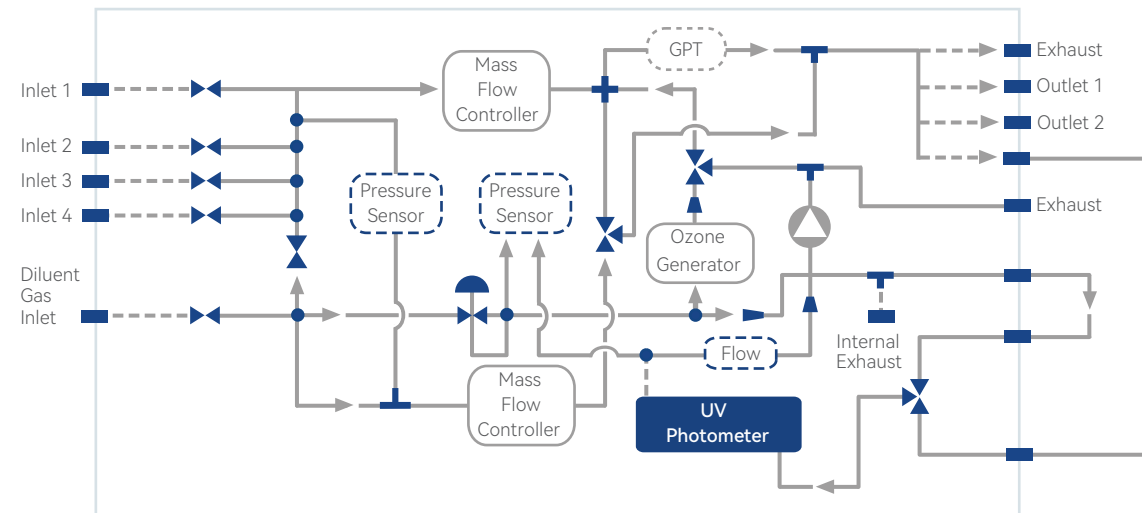 Inlet 1
Inlet 2
Inlet 3
Inlet 4
Diluent
Gas
Inlet
Mass
Flow
Controller
GPT
Exhaust
Outlet 1
Outlet 2
Pressure
Sensor
Pressure
Sensor
Ozone
Generator
Exhaust
Internal
Exhaust
Flow
Mass
Flow
Controller
UV
Photometer